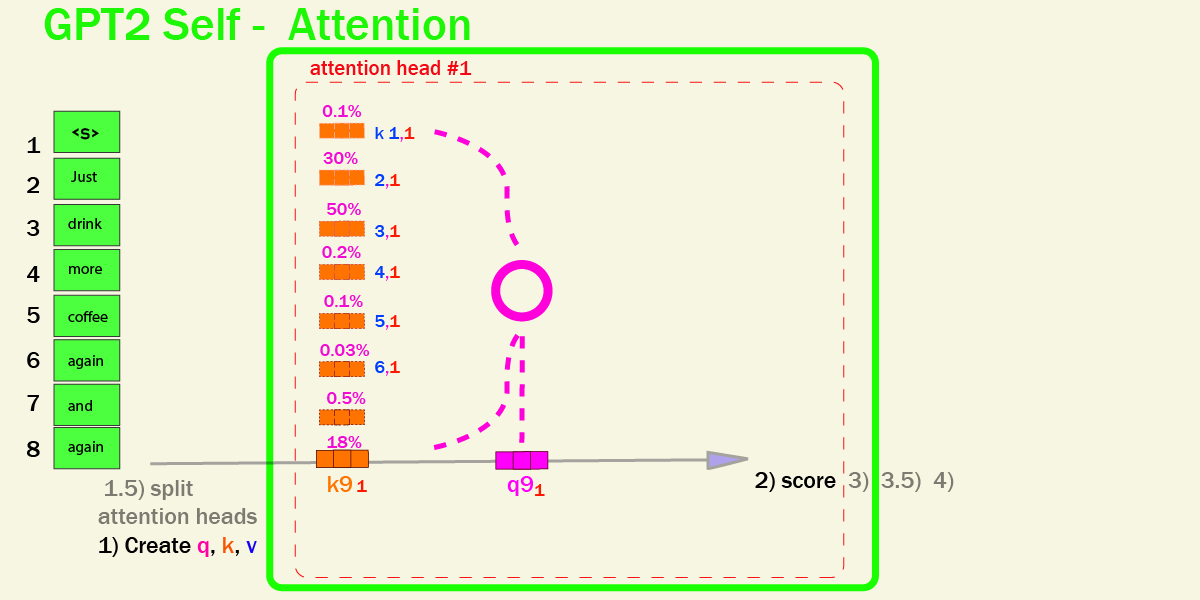 GPT2 Self - Attention
attention head #1
1 <s>
2 Just
3 drink
4 more
5 coffee
6 again
7 and
8 again
0.1%
k 1,1
30%
2,1
50%
3,1
0.2%
4,1
0.1%
5,1
0.03%
6,1
0.5%
18%
k9 1
q91
2) score 3) 3.5) 4)
1.5) split
attention heads
1) Create q, k, v